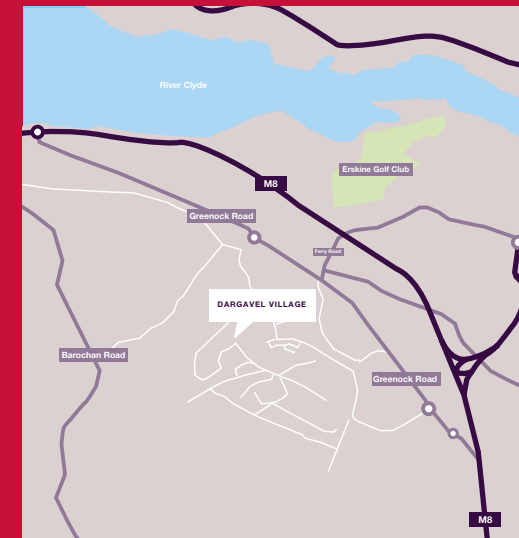 River Clyde
Erskine Golf Club
M8
Greenock Road
Ferry Road
DARGAVEL VILLAGE
Barochan Road
Greenock Road
M8